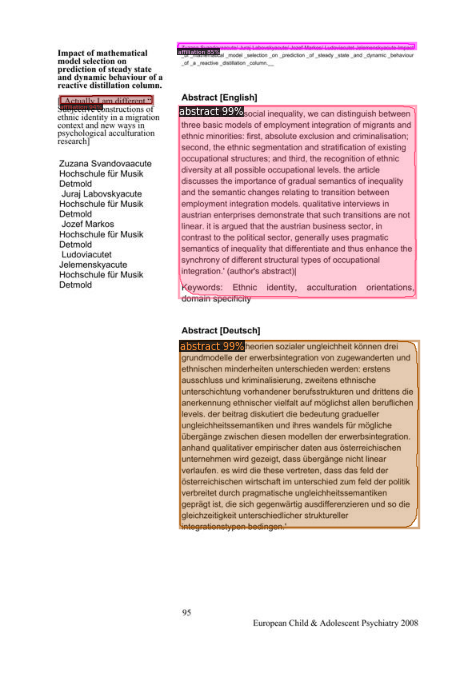 Impact of mathematical
model selection on
prediction of steady state
and dynamic behaviour of a
reactive distillation column.
[„Actually I am different."
Subjective constructions of
ethnic identity in a migration
context and new ways in
psychological acculturation
research]
Zuzana Svandovaacute
Hochschule für Musik
Detmold
Juraj Labovskyacute
Hochschule für Musik
Detmold
Jozef Markos
Hochschule für Musik
Detmold
Ludoviacutet
Jelemenskyacute
Hochschule für Musik
Detmold
affiliation 85%
_of_mathematical _model _selection _on _prediction_of _steady _state _and _dynamic _behaviour
_of _a _reactive _distillation _column.__
Abstract [English]
abstract 99% social inequality, we can distinguish between
three basic models of employment integration of migrants and
ethnic minorities: first, absolute exclusion and criminalisation;
second, the ethnic segmentation and stratification of existing
occupational structures; and third, the recognition of ethnic
diversity at all possible occupational levels. the article
discusses the importance of gradual semantics of inequality
and the semantic changes relating to transition between
employment integration models. qualitative interviews in
austrian enterprises demonstrate that such transitions are not
linear. it is argued that the austrian business sector, in
contrast to the political sector, generally uses pragmatic
semantics of inequality that differentiate and thus enhance the
synchrony of different structural types of occupational
integration.' (author's abstract)|
Keywords: Ethnic identity, acculturation orientations,
domain specificity
Abstract [Deutsch]
abstract 99% heorien sozialer ungleichheit können drei
grundmodelle der erwerbsintegration von zugewanderten und
ethnischen minderheiten unterschieden werden: erstens
ausschluss und kriminalisierung, zweitens ethnische
unterschichtung vorhandener berufsstrukturen und drittens die
anerkennung ethnischer vielfalt auf möglichst allen beruflichen
levels. der beitrag diskutiert die bedeutung gradueller
ungleichheitssemantiken und ihres wandels für mögliche
übergänge zwischen diesen modellen der erwerbsintegration.
anhand qualitativer empirischer daten aus österreichischen
unternehmen wird gezeigt, dass übergänge nicht linear
verlaufen. es wird die these vertreten, dass das feld der
österreichischen wirtschaft im unterschied zum feld der politik
verbreitet durch pragmatische ungleichheitssemantiken
geprägt ist, die sich gegenwärtig ausdifferenzieren und so die
gleichzeitigkeit unterschiedlicher struktureller
integrationstypen bedingen.'
95
European Child & Adolescent Psychiatry 2008